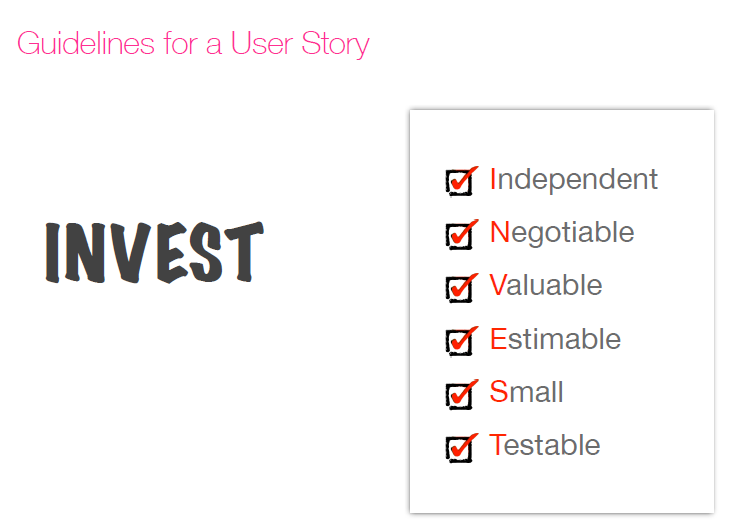 Guidelines for a User Story
INVEST
Independent
Negotiable
Valuable
Estimable
Small
Testable